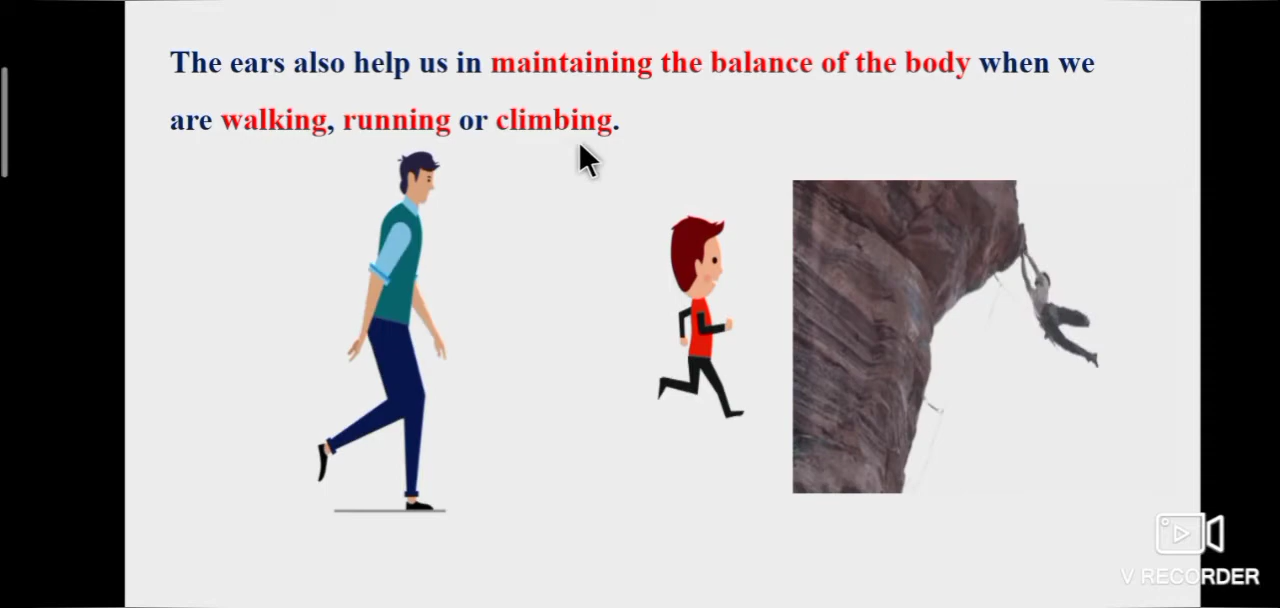 The ears also help us in maintaining the balance of the body when we
are walking, running or climbing.
V RECORDER